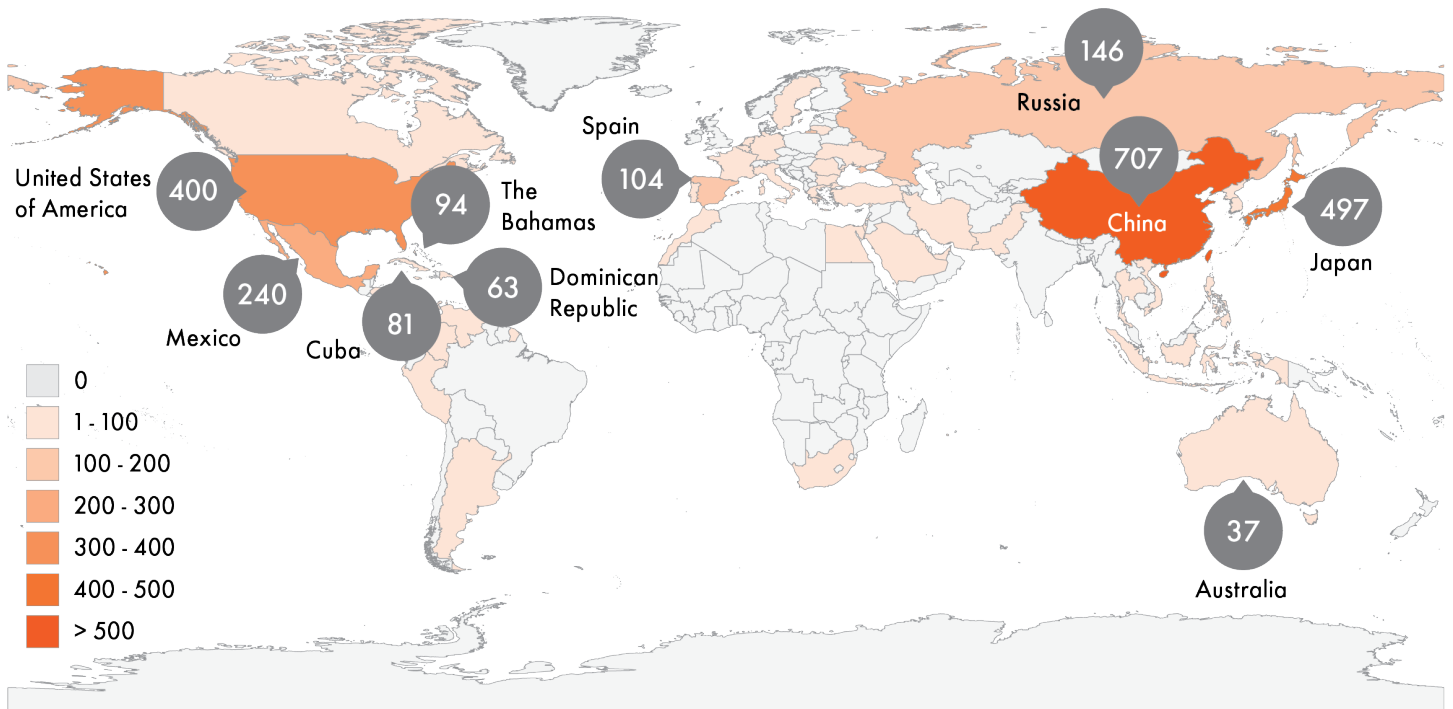 146
Russia
Spain
707
104
United States
of America
400
94
The
Bahamas
China
497
Japan
240
Mexico
63
Dominican
Republic
81
Cuba
0
1 - 100
100 - 200
200 - 300
300 - 400
400 - 500
> 500
37
Australia